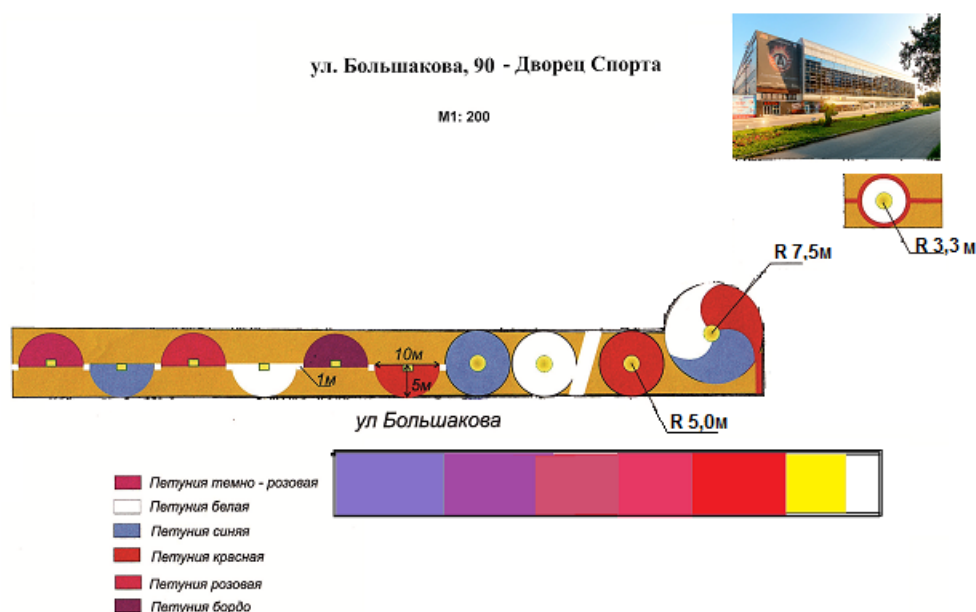 ул. Большакова, 90 - Дворец Спорта
М1: 200
R 3,3 м
R 7,5м
10м
1м
5м
R 5,0м
ул Большакова
Петуния темно - розовая
Петуния белая
Петуния синяя
Петуния красная
Петуния розовая
Петуния бордо